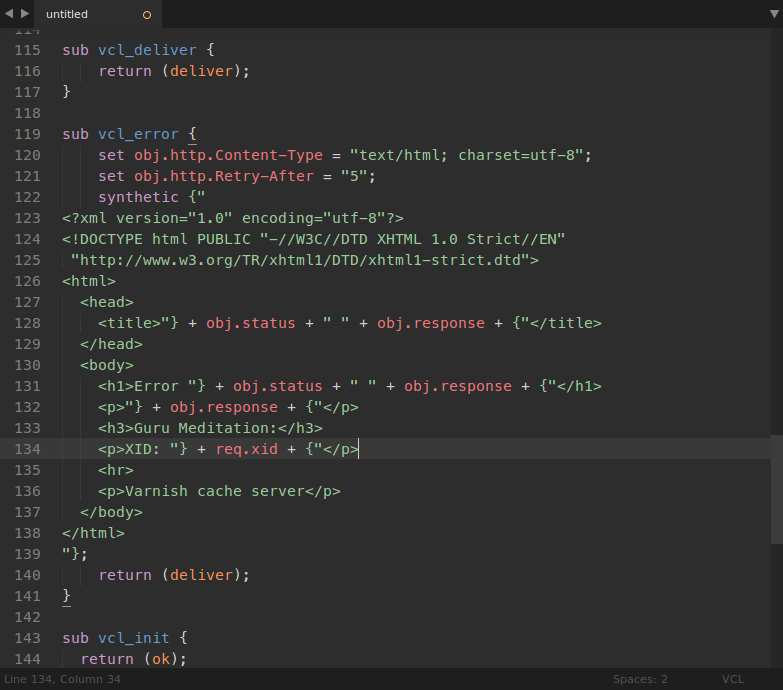 untitled
114
115 sub vcl_deliver {
116     return (deliver);
117 }
118
119 sub vcl_error {
120     set obj.http.Content-Type = "text/html; charset=utf-8";
121     set obj.http.Retry-After = "5";
122     synthetic {"
123 <?xml version="1.0" encoding="utf-8"?>
124 <!DOCTYPE html PUBLIC "-//W3C//DTD XHTML 1.0 Strict//EN"
125  "http://www.w3.org/TR/xhtml1/DTD/xhtml1-strict.dtd">
126 <html>
127   <head>
128     <title>"} + obj.status + " " + obj.response + {"</title>
129   </head>
130   <body>
131     <h1>Error "} + obj.status + " " + obj.response + {"</h1>
132     <p>"} + obj.response + {"</p>
133     <h3>Guru Meditation:</h3>
134     <p>XID: "} + req.xid + {"</p>
135     <hr>
136     <p>Varnish cache server</p>
137   </body>
138 </html>
139 "};
140     return (deliver);
141 }
142
143 sub vcl_init {
144   return (ok);
Line 134, Column 34 Spaces: 2 VCL